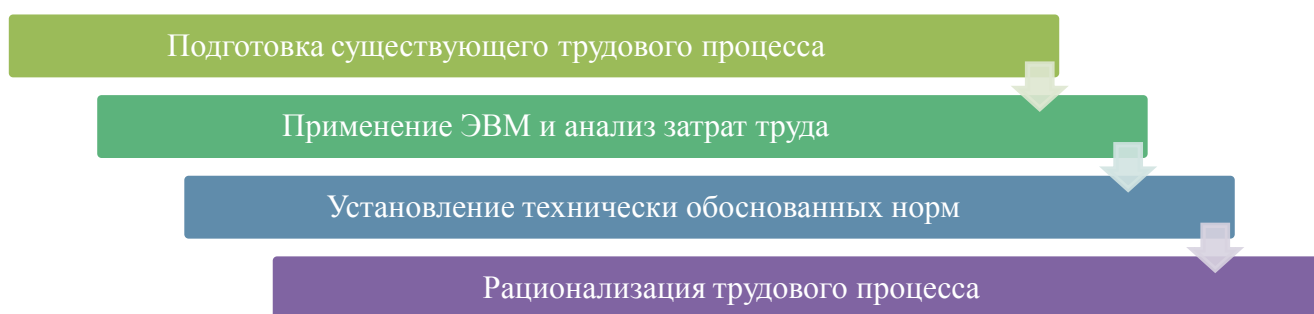 Подготовка существующего трудового процесса
Применение ЭВМ и анализ затрат труда
Установление технически обоснованных норм
Рационализация трудового процесса